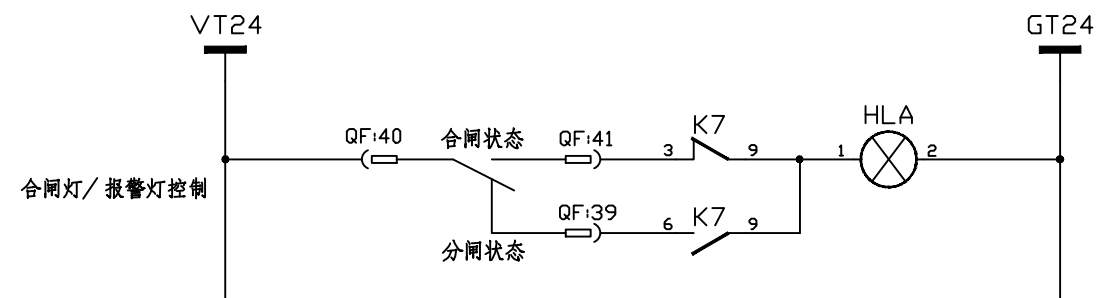 VT24
GT24
HLA
K7
QF:40
合闸状态
QF:41
3
9
1
2
合闸灯/报警灯控制
QF:39
6
K7
9
分闸状态